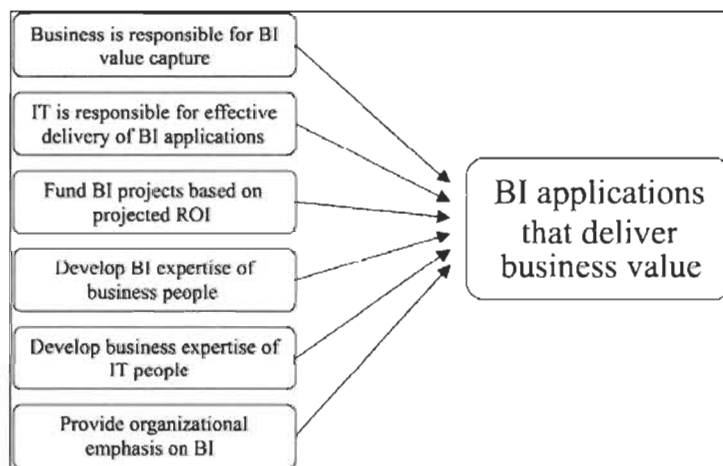 Business is responsible for BI
value capture
IT is responsible for effective
delivery of BI applications
Fund BI projects based on
projected ROI
Develop BI expertise of
business people
Develop business expertise of
IT people
Provide organizational
emphasis on BI
BI applications
that deliver
business value